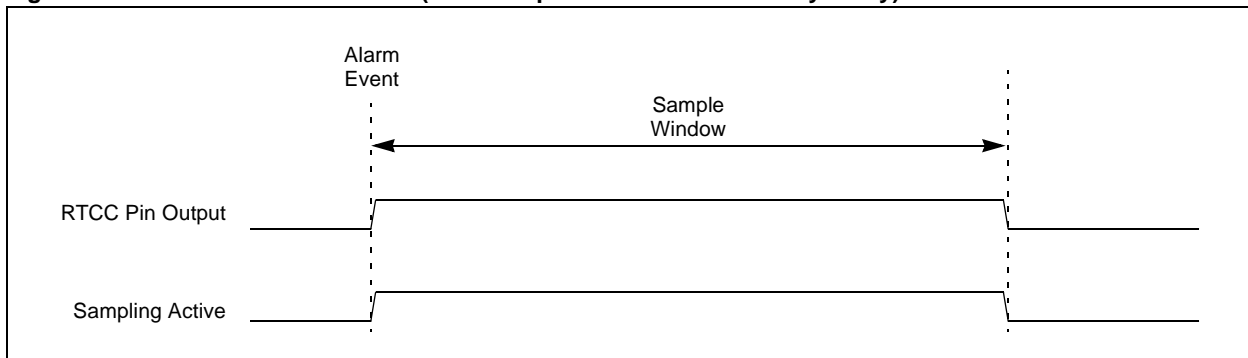 Alarm
Event
Sample
Window
RTCC Pin Output
Sampling Active